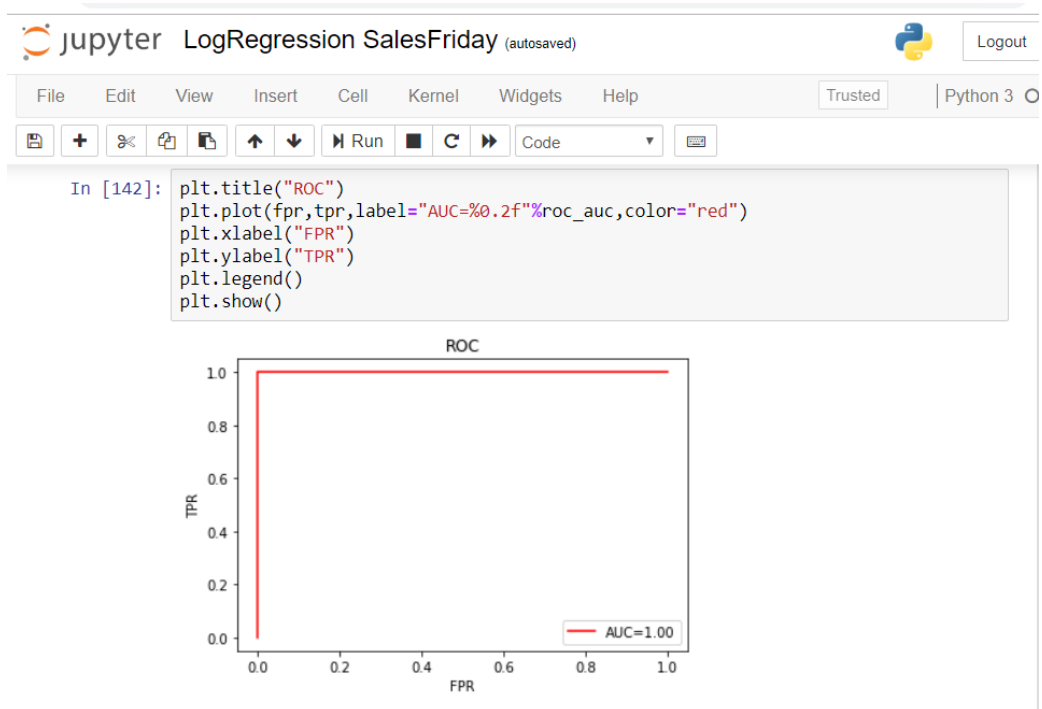 jupyter LogRegression SalesFriday (autosaved)
Logout
File Edit View Insert Cell Kernel Widgets Help
Trusted
Python 3
Run
Code
In [142]: plt.title("ROC")
plt.plot(fpr,tpr,label="AUC=%0.2f"%roc_auc,color="red")
plt.xlabel("FPR")
plt.ylabel("TPR")
plt.legend()
plt.show()
ROC
1.0
0.8
0.6
TPR
0.4
0.2
0.0
AUC=1.00
0.0 0.2 0.4 0.6 0.8 1.0
FPR